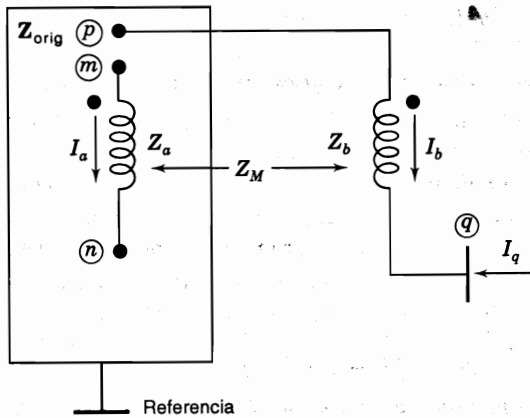 Z_orig
p
m
I_a
Z_a
Z_M
Z_b
I_b
n
q
I_q
Referencia